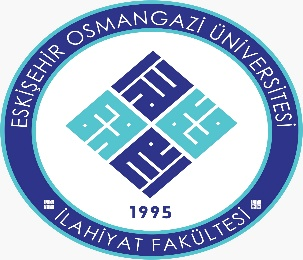 ESKİŞEHİR OSMANGAZİ ÜNİVERSİTESİ
1995
İLAHİYAT FAKÜLTESİ